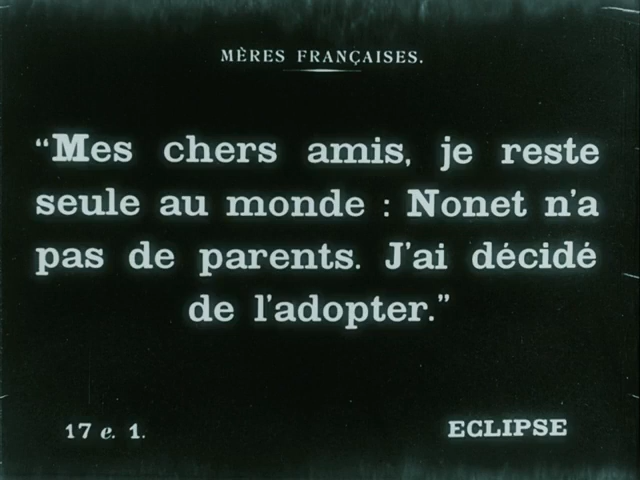 MÈRES FRANÇAISES.
“Mes chers amis, je reste
seule au monde : Nonet n'a
pas de parents. J'ai décidé
de l'adopter.”
17 e. 1.
ECLIPSE